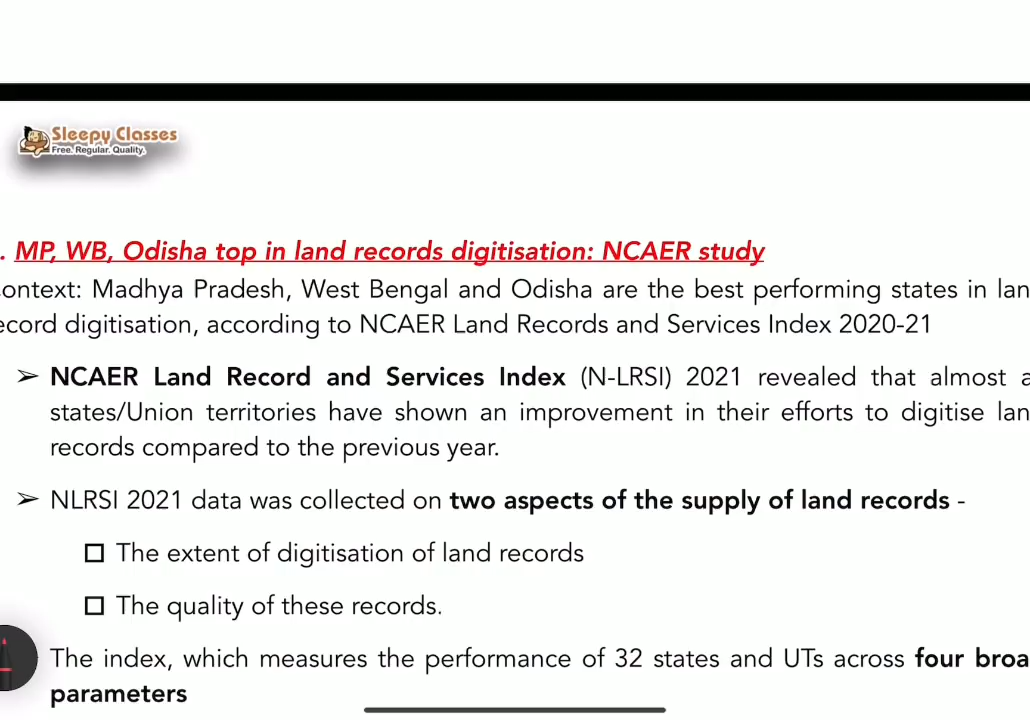 Sleepy Classes
Free. Regular. Quality.
. MP, WB, Odisha top in land records digitisation: NCAER study
ontext: Madhya Pradesh, West Bengal and Odisha are the best performing states in lan
ecord digitisation, according to NCAER Land Records and Services Index 2020-21
➢ NCAER Land Record and Services Index (N-LRSI) 2021 revealed that almost a
states/Union territories have shown an improvement in their efforts to digitise lan
records compared to the previous year.
➢ NLRSI 2021 data was collected on two aspects of the supply of land records -
☐ The extent of digitisation of land records
☐ The quality of these records.
The index, which measures the performance of 32 states and UTs across four broa
parameters